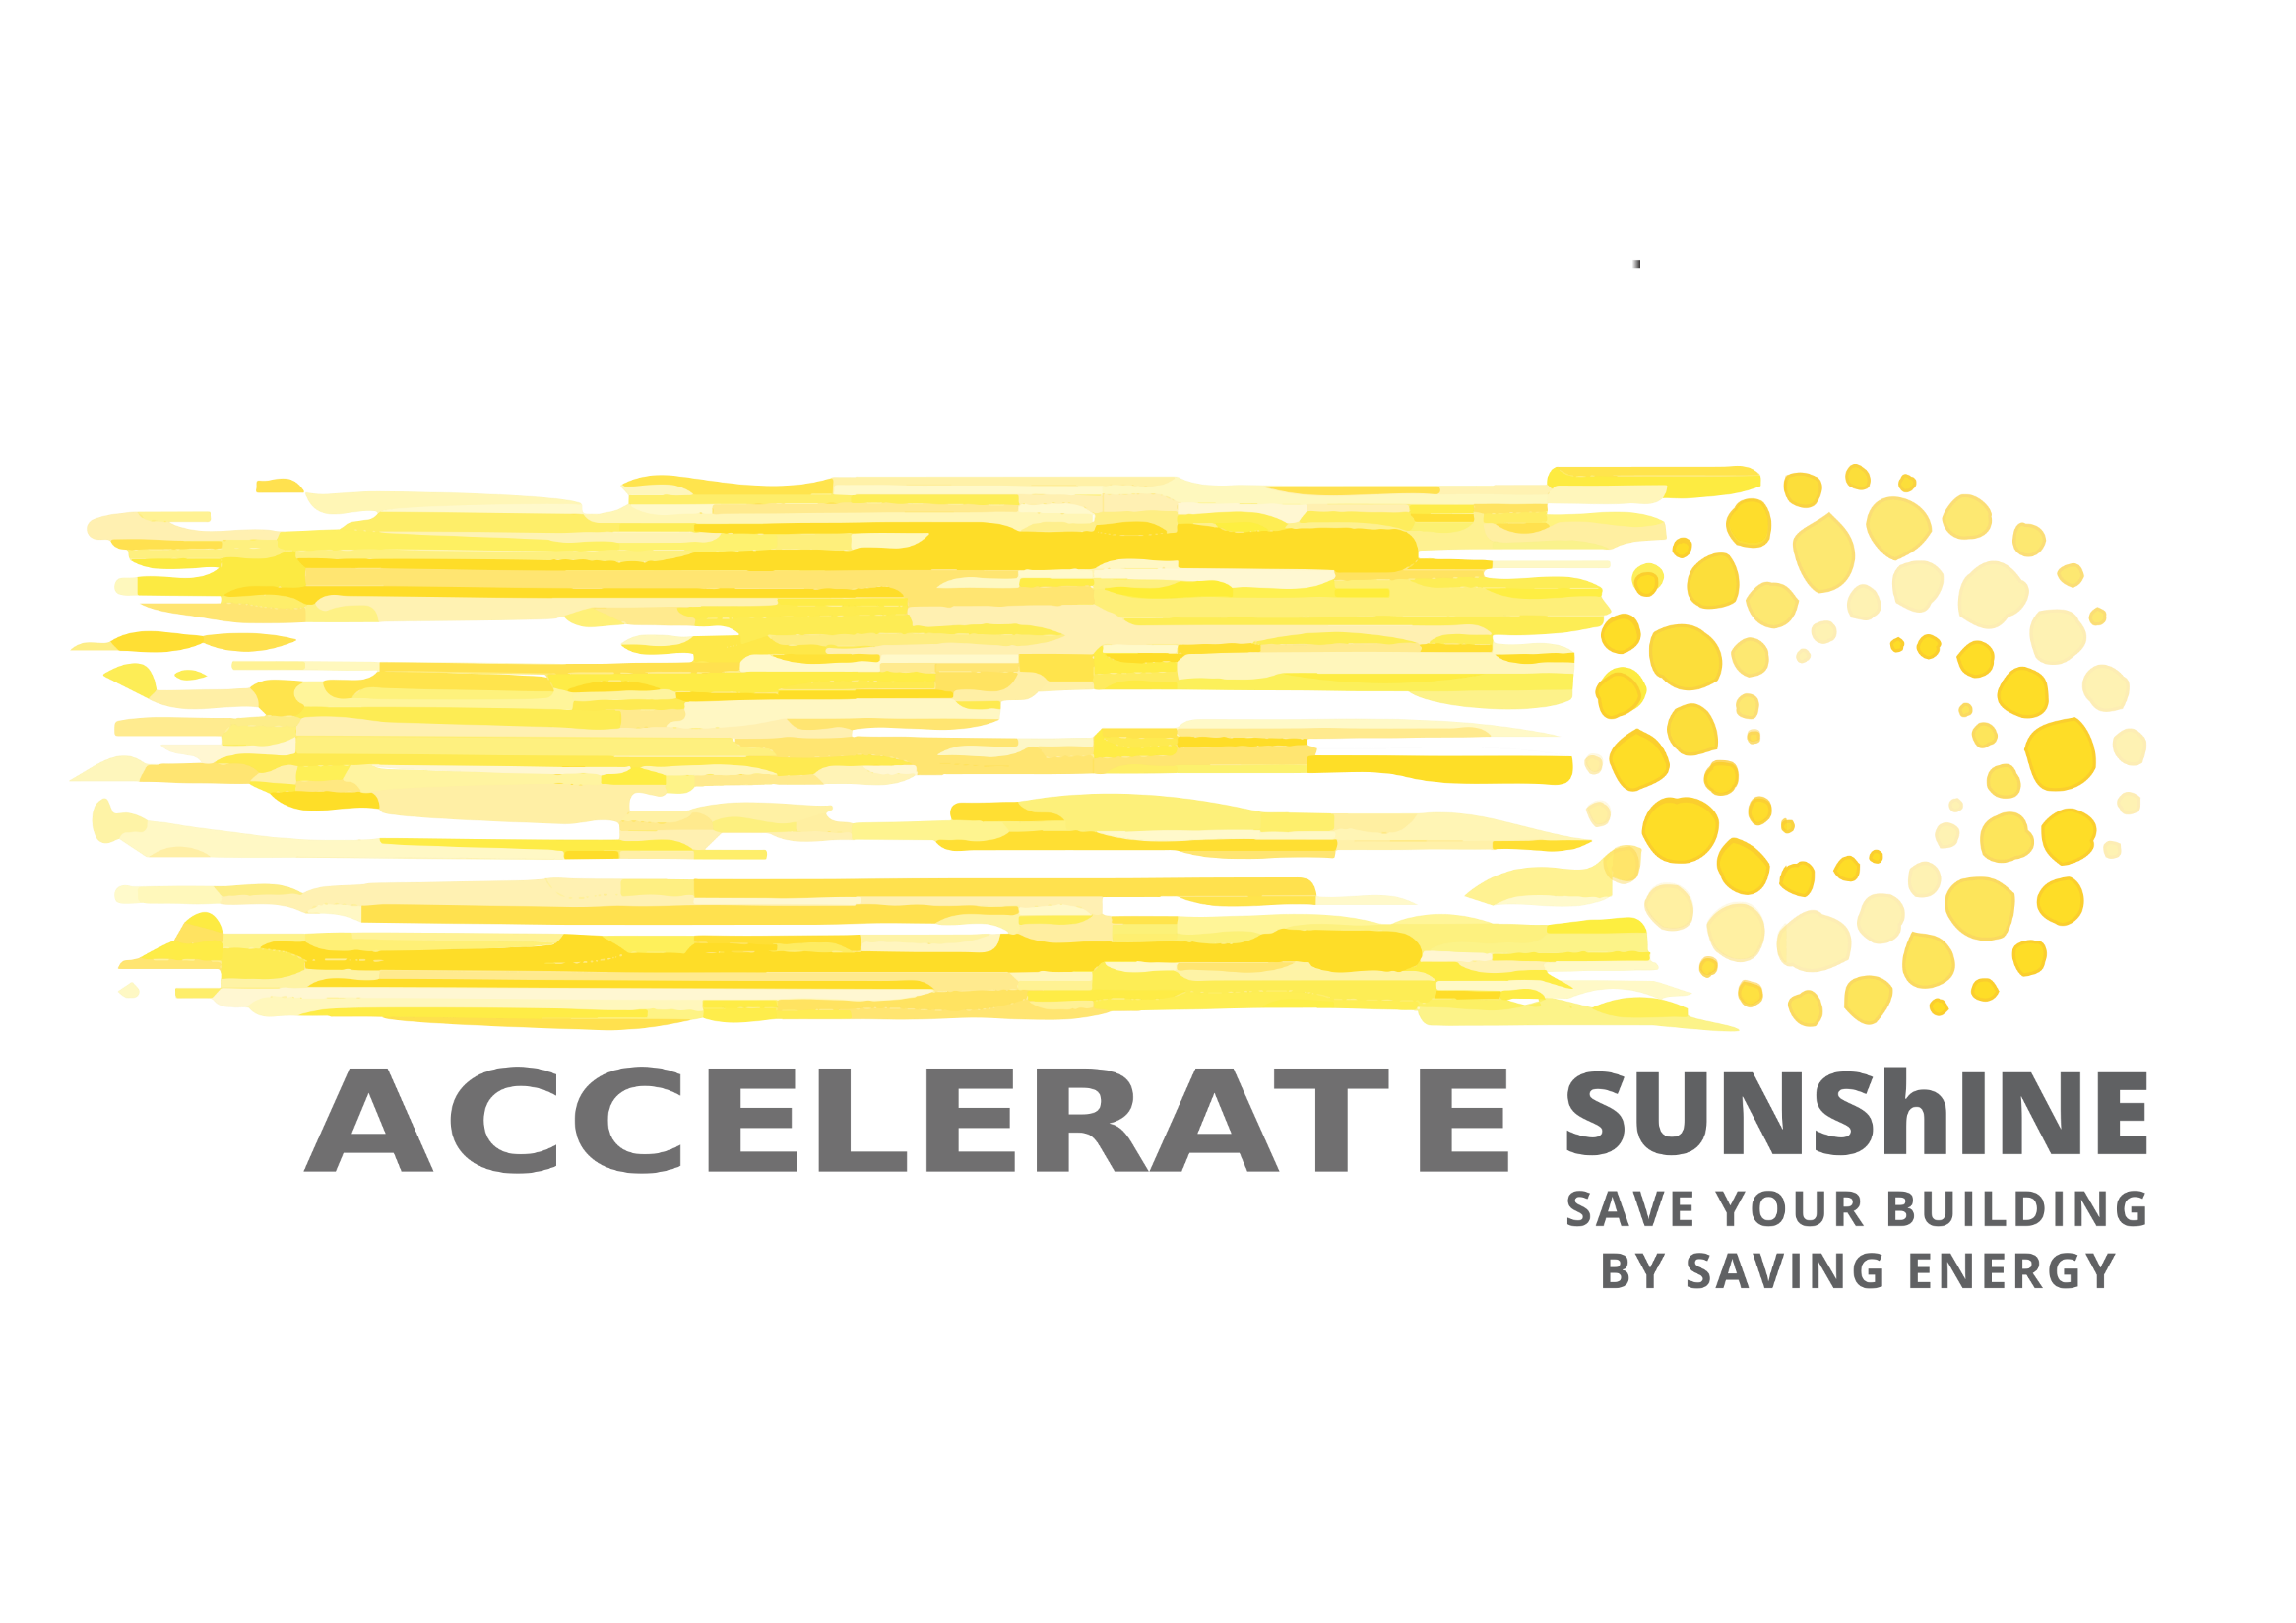 ACCELERATE SUNShINE
SAVE YOUR BUILDING
BY SAVING ENERGY